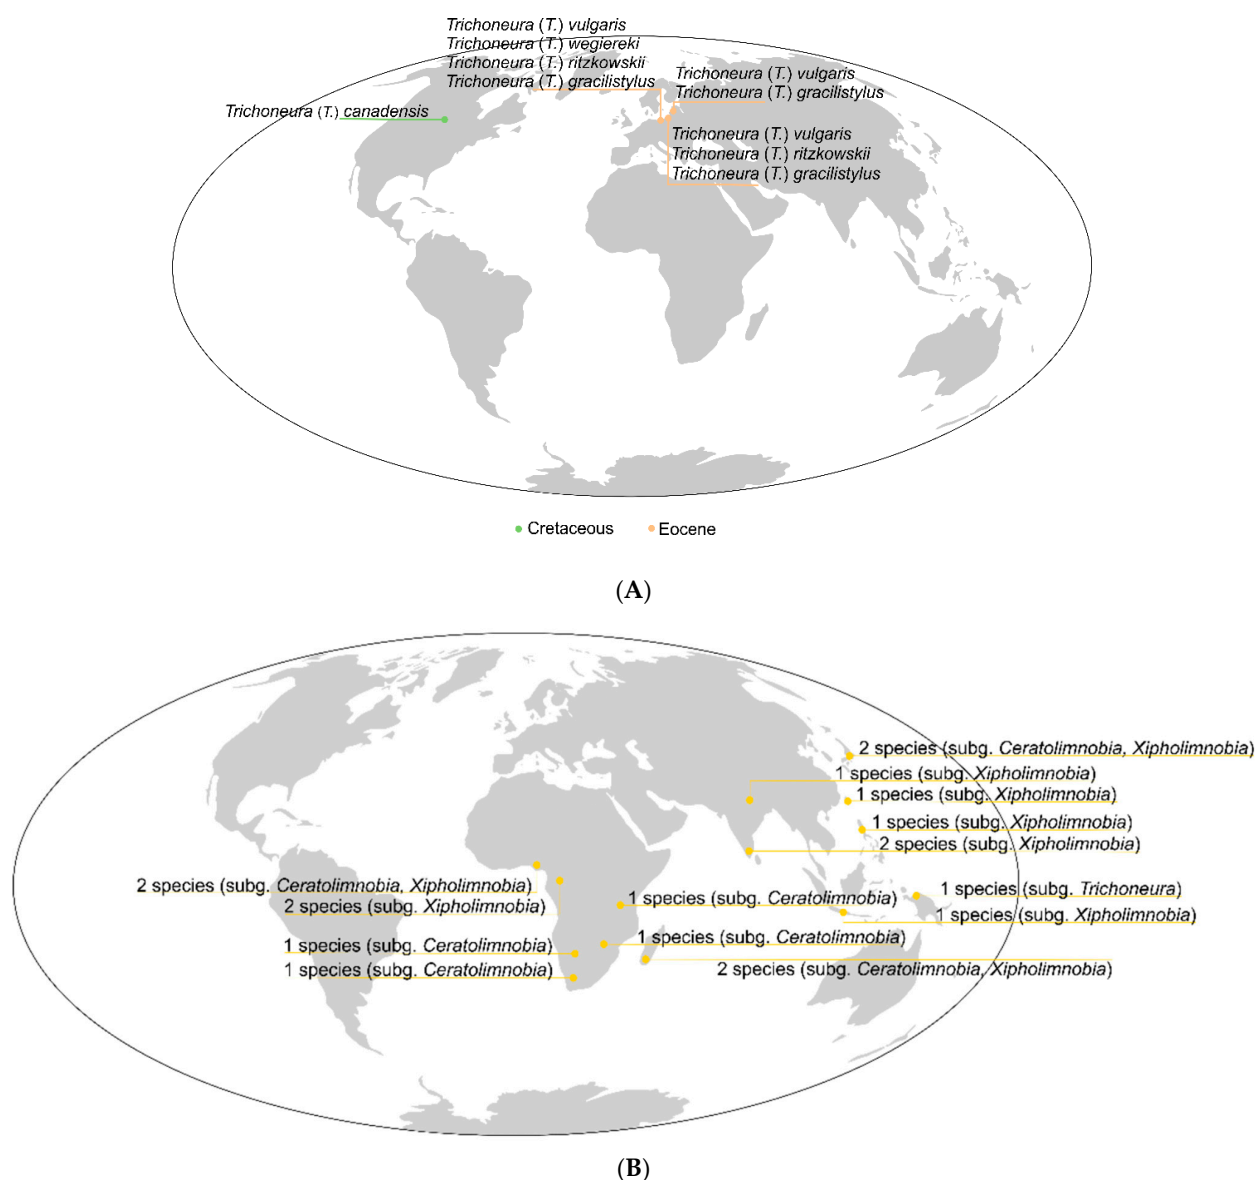 Trichoneura (T.) vulgaris
Trichoneura (T.) wegiereki
Trichoneura (T.) ritzkowskii
Trichoneura (T.) gracilistylus
Trichoneura (T.) vulgaris
Trichoneura (T.) gracilistylus
Trichoneura (T.) canadensis
Trichoneura (T.) vulgaris
Trichoneura (T.) ritzkowskii
Trichoneura (T.) gracilistylus
Cretaceous
Eocene
(A)
2 species (subg. Ceratolimnobia, Xipholimnobia)
1 species (subg. Xipholimnobia)
1 species (subg. Xipholimnobia)
1 species (subg. Xipholimnobia)
2 species (subg. Xipholimnobia)
2 species (subg. Ceratolimnobia, Xipholimnobia)
1 species (subg. Trichoneura)
1 species (subg. Ceratolimnobia)
2 species (subg. Xipholimnobia)
1 species (subg. Xipholimnobia)
1 species (subg. Ceratolimnobia)
1 species (subg. Ceratolimnobia)
1 species (subg. Ceratolimnobia)
2 species (subg. Ceratolimnobia, Xipholimnobia)
(B)